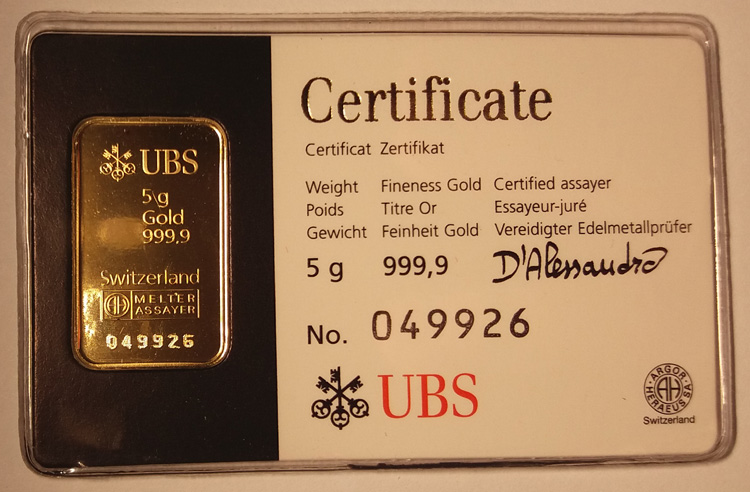 UBS
5 g
Gold
999,9
Switzerland
AH MELTER
ASSAYER
049926
Certificate
Certificat Zertifikat
Weight Fineness Gold Certified assayer
Poids Titre Or Essayeur-juré
Gewicht Feinheit Gold Vereidigter Edelmetallprüfer
5 g 999,9 D'Alessandro
No. 049926
UBS
ARGOR
AH
HERAEUS SA
Switzerland